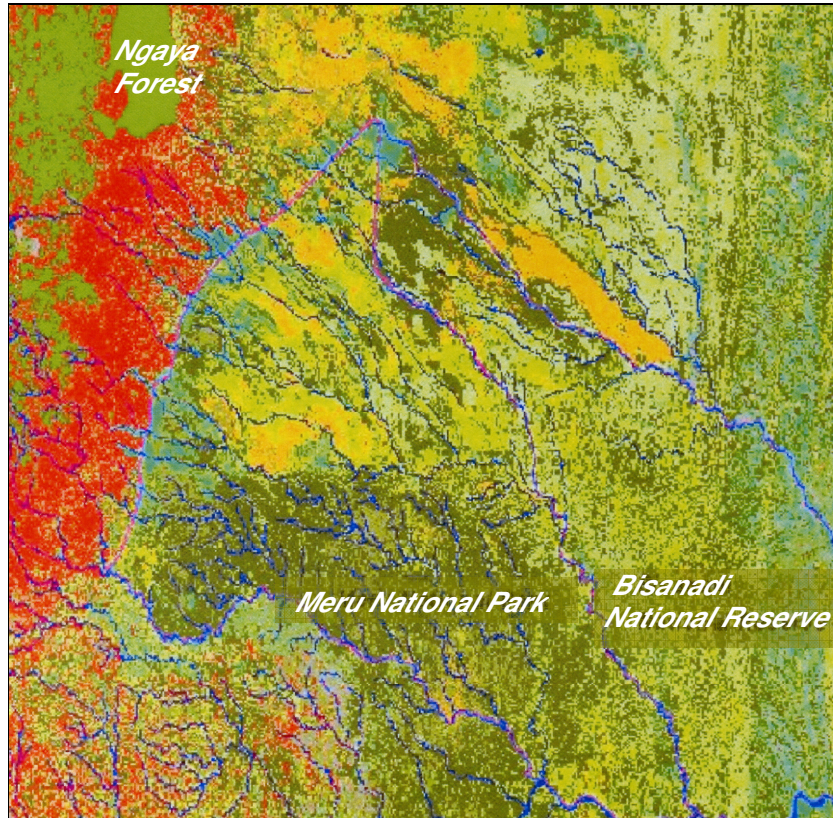 Ngaya
Forest
Meru National Park
Bisanadi
National Reserve